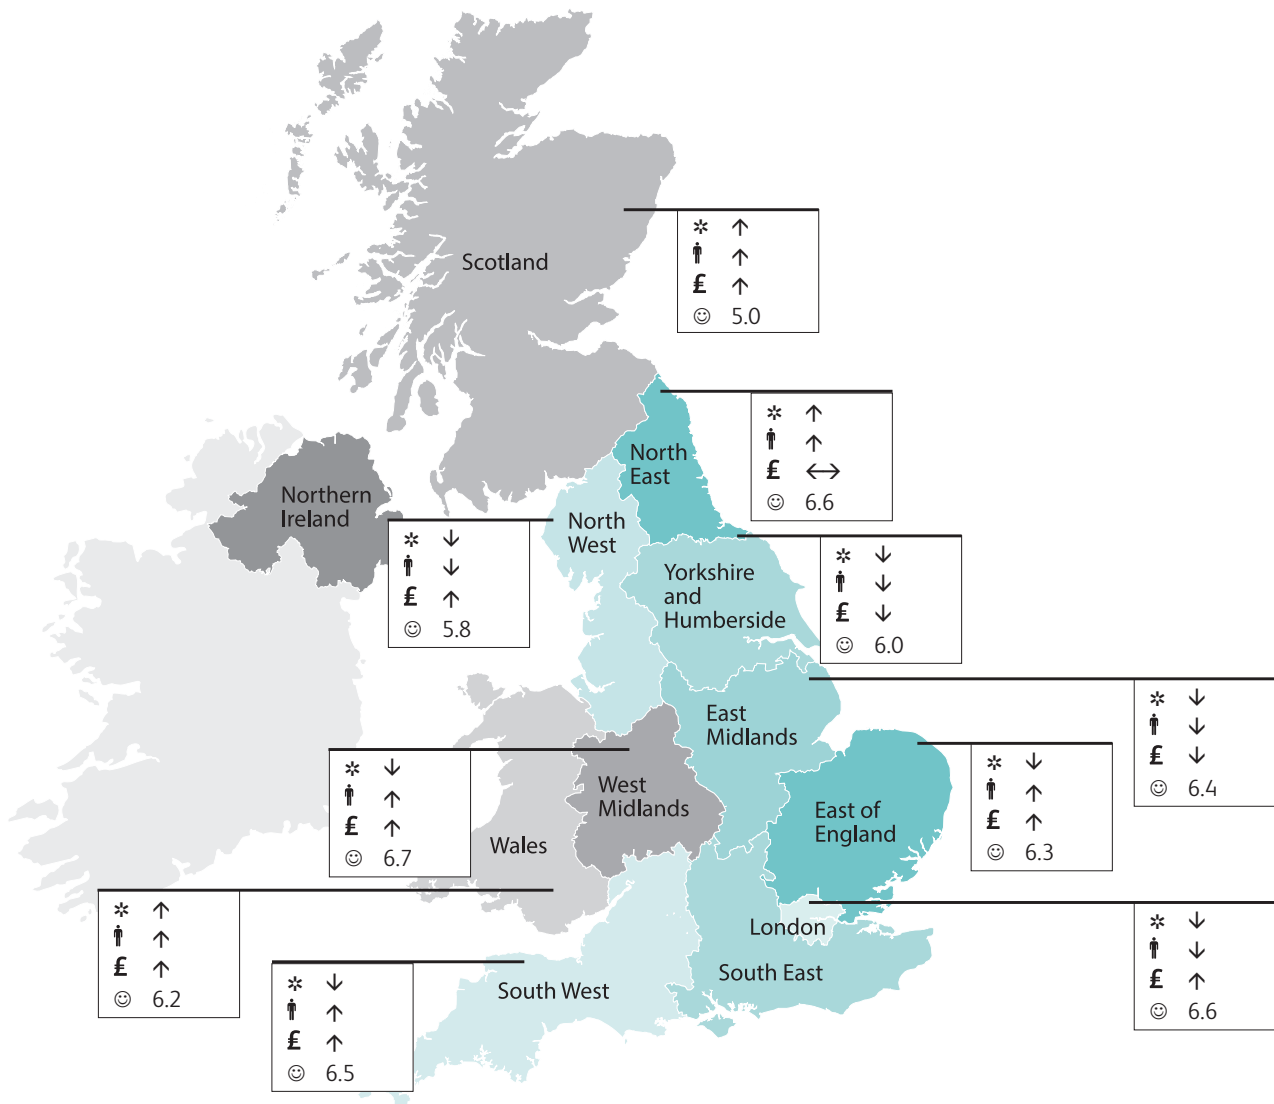 Scotland
✲ ↑
↑
£ ↑
☺ 5.0
North
East
✲ ↑
↑
£ ↔
☺ 6.6
Northern
Ireland
North
West
✲ ↓
↓
£ ↑
☺ 5.8
Yorkshire
and
Humberside
✲ ↓
↓
£ ↓
☺ 6.0
East
Midlands
✲ ↓
↓
£ ↓
☺ 6.4
West
Midlands
✲ ↓
↑
£ ↑
☺ 6.7
East of
England
✲ ↓
↑
£ ↑
☺ 6.3
Wales
✲ ↑
↑
£ ↑
☺ 6.2
London
✲ ↓
↓
£ ↑
☺ 6.6
South East
South West
✲ ↓
↑
£ ↑
☺ 6.5